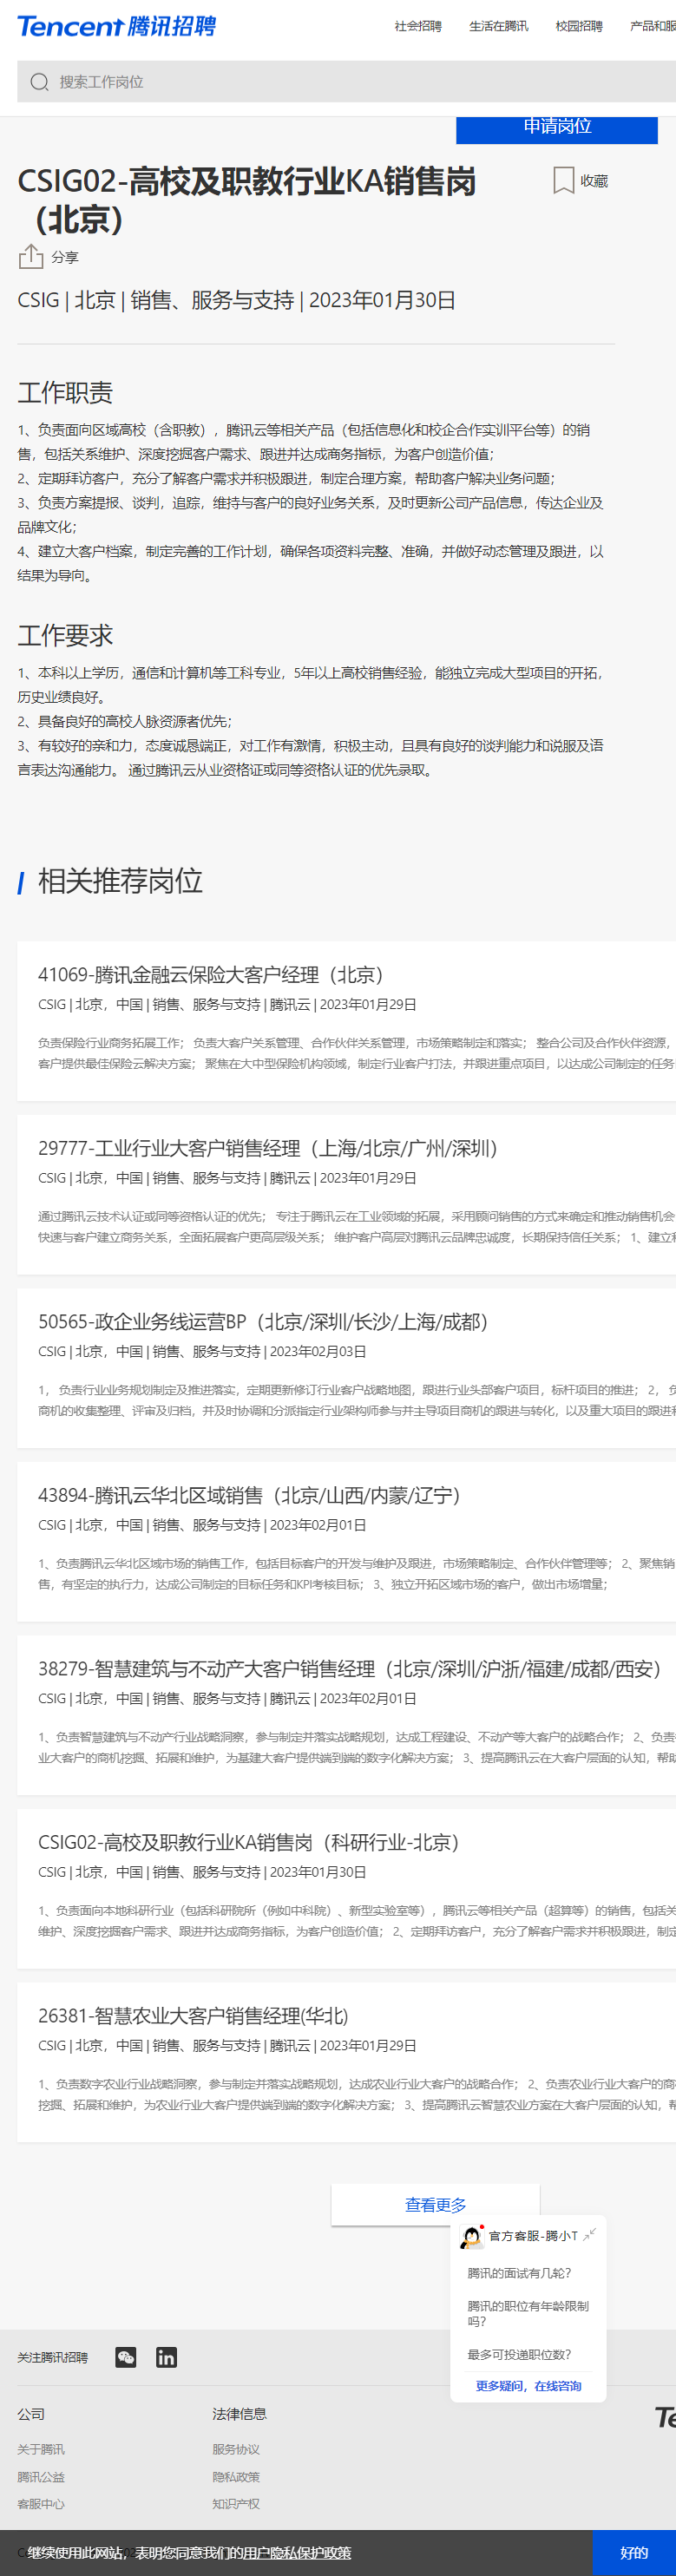 Tencent 腾讯招聘
社会招聘 生活在腾讯 校园招聘 产品和服
搜索工作岗位
申请岗位
CSIG02-高校及职教行业KA销售岗
（北京）
收藏
分享
CSIG | 北京 | 销售、服务与支持 | 2023年01月30日
工作职责
1、负责面向区域高校（含职教），腾讯云等相关产品（包括信息化和校企合作实训平台等）的销
售，包括关系维护、深度挖掘客户需求、跟进并达成商务指标，为客户创造价值；
2、定期拜访客户，充分了解客户需求并积极跟进，制定合理方案，帮助客户解决业务问题；
3、负责方案提报、谈判，追踪，维持与客户的良好业务关系，及时更新公司产品信息，传达企业及
品牌文化；
4、建立大客户档案，制定完善的工作计划，确保各项资料完整、准确，并做好动态管理及跟进，以
结果为导向。
工作要求
1、本科以上学历，通信和计算机等工科专业，5年以上高校销售经验，能独立完成大型项目的开拓，
历史业绩良好。
2、具备良好的高校人脉资源者优先；
3、有较好的亲和力，态度诚恳端正，对工作有激情，积极主动，且具有良好的谈判能力和说服及语
言表达沟通能力。 通过腾讯云从业资格证或同等资格认证的优先录取。
相关推荐岗位
41069-腾讯金融云保险大客户经理（北京）
CSIG | 北京，中国 | 销售、服务与支持 | 腾讯云 | 2023年01月29日
负责保险行业商务拓展工作； 负责大客户关系管理、合作伙伴关系管理，市场策略制定和落实； 整合公司及合作伙伴资源，
客户提供最佳保险云解决方案； 聚焦在大中型保险机构领域，制定行业客户打法，并跟进重点项目，以达成公司制定的任务
29777-工业行业大客户销售经理（上海/北京/广州/深圳）
CSIG | 北京，中国 | 销售、服务与支持 | 腾讯云 | 2023年01月29日
通过腾讯云技术认证或同等资格认证的优先； 专注于腾讯云在工业领域的拓展，采用顾问销售的方式来确定和推动销售机会
快速与客户建立商务关系，全面拓展客户更高层级关系； 维护客户高层对腾讯云品牌忠诚度，长期保持信任关系； 1、建立
50565-政企业务线运营BP（北京/深圳/长沙/上海/成都）
CSIG | 北京，中国 | 销售、服务与支持 | 2023年02月03日
1， 负责行业业务规划制定及推进落实，定期更新修订行业客户战略地图，跟进行业头部客户项目，标杆项目的推进； 2， 负
商机的收集整理、评审及归档，并及时协调和分派指定行业架构师参与并主导项目商机的跟进与转化，以及重大项目的跟进
43894-腾讯云华北区域销售（北京/山西/内蒙/辽宁）
CSIG | 北京，中国 | 销售、服务与支持 | 2023年02月01日
1、负责腾讯云华北区域市场的销售工作，包括目标客户的开发与维护及跟进，市场策略制定、合作伙伴管理等； 2、聚焦销
售，有坚定的执行力，达成公司制定的目标任务和KPI考核目标； 3、独立开拓区域市场的客户，做出市场增量；
38279-智慧建筑与不动产大客户销售经理（北京/深圳/沪浙/福建/成都/西安）
CSIG | 北京，中国 | 销售、服务与支持 | 腾讯云 | 2023年02月01日
1、负责智慧建筑与不动产行业战略洞察，参与制定并落实战略规划，达成工程建设、不动产等大客户的战略合作； 2、负责
业大客户的商机挖掘、拓展和维护，为基建大客户提供端到端的数字化解决方案； 3、提高腾讯云在大客户层面的认知，帮助
CSIG02-高校及职教行业KA销售岗（科研行业-北京）
CSIG | 北京，中国 | 销售、服务与支持 | 2023年01月30日
1、负责面向本地科研行业（包括科研院所（例如中科院）、新型实验室等），腾讯云等相关产品（超算等）的销售，包括关
维护、深度挖掘客户需求、跟进并达成商务指标，为客户创造价值； 2、定期拜访客户，充分了解客户需求并积极跟进，制定
26381-智慧农业大客户销售经理(华北)
CSIG | 北京，中国 | 销售、服务与支持 | 腾讯云 | 2023年01月29日
1、负责数字农业行业战略洞察，参与制定并落实战略规划，达成农业行业大客户的战略合作； 2、负责农业行业大客户的商
挖掘、拓展和维护，为农业行业大客户提供端到端的数字化解决方案； 3、提高腾讯云智慧农业方案在大客户层面的认知，帮
查看更多
官方客服-腾小T
腾讯的面试有几轮?
腾讯的职位有年龄限制
吗?
最多可投递职位数?
更多疑问，在线咨询
关注腾讯招聘
公司 法律信息
关于腾讯 服务协议
腾讯公益 隐私政策
客服中心 知识产权
继续使用此网站，表明您同意我们的用户隐私保护政策
好的